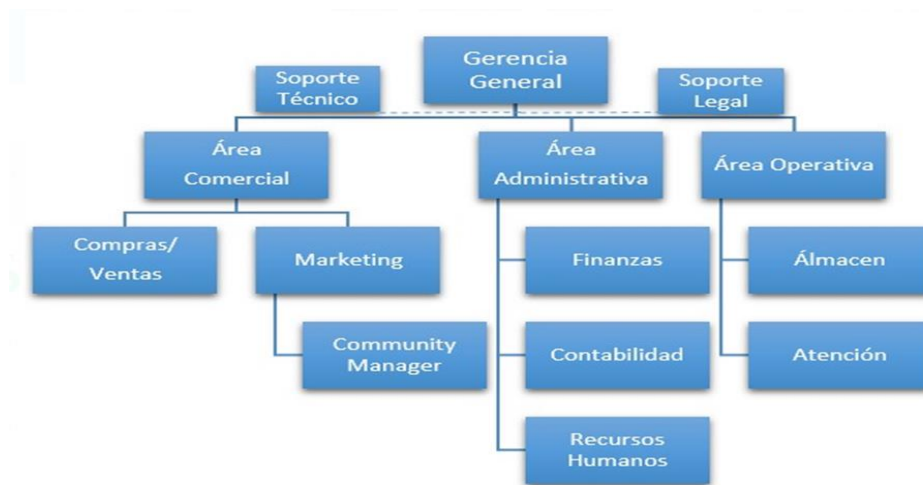 Gerencia
General
Soporte
Técnico
Soporte
Legal
Área
Comercial
Área
Administrativa
Área Operativa
Compras/
Ventas
Marketing
Finanzas
Álmacen
Community
Manager
Contabilidad
Atención
Recursos
Humanos